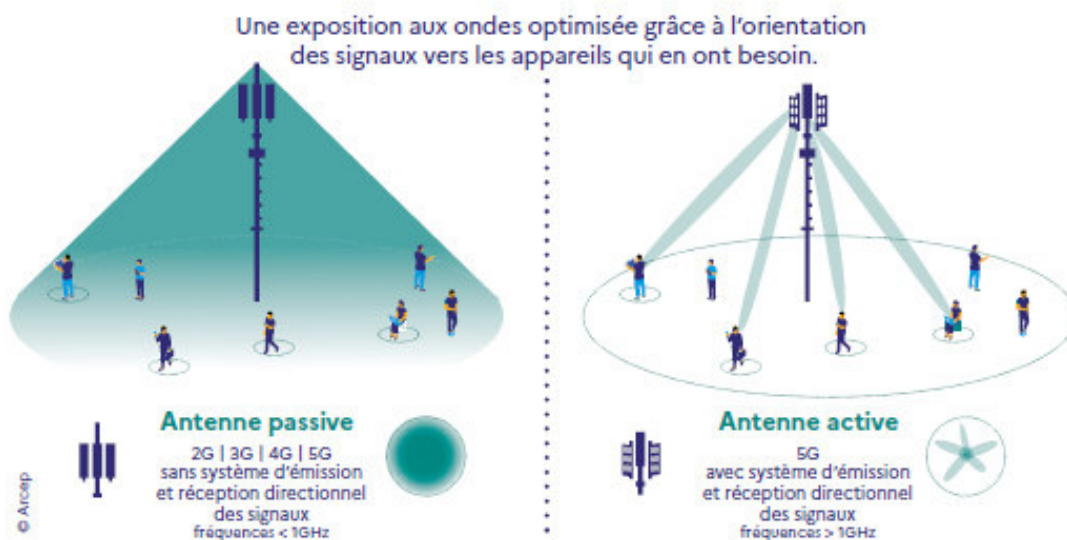 Une exposition aux ondes optimisée grâce à l'orientation
des signaux vers les appareils qui en ont besoin.
Antenne passive
2G | 3G | 4G | 5G
sans système d'émission
et réception directionnel
des signaux
fréquences < 1GHz
Antenne active
5G
avec système d'émission
et réception directionnel
des signaux
fréquences > 1GHz
© Arcep